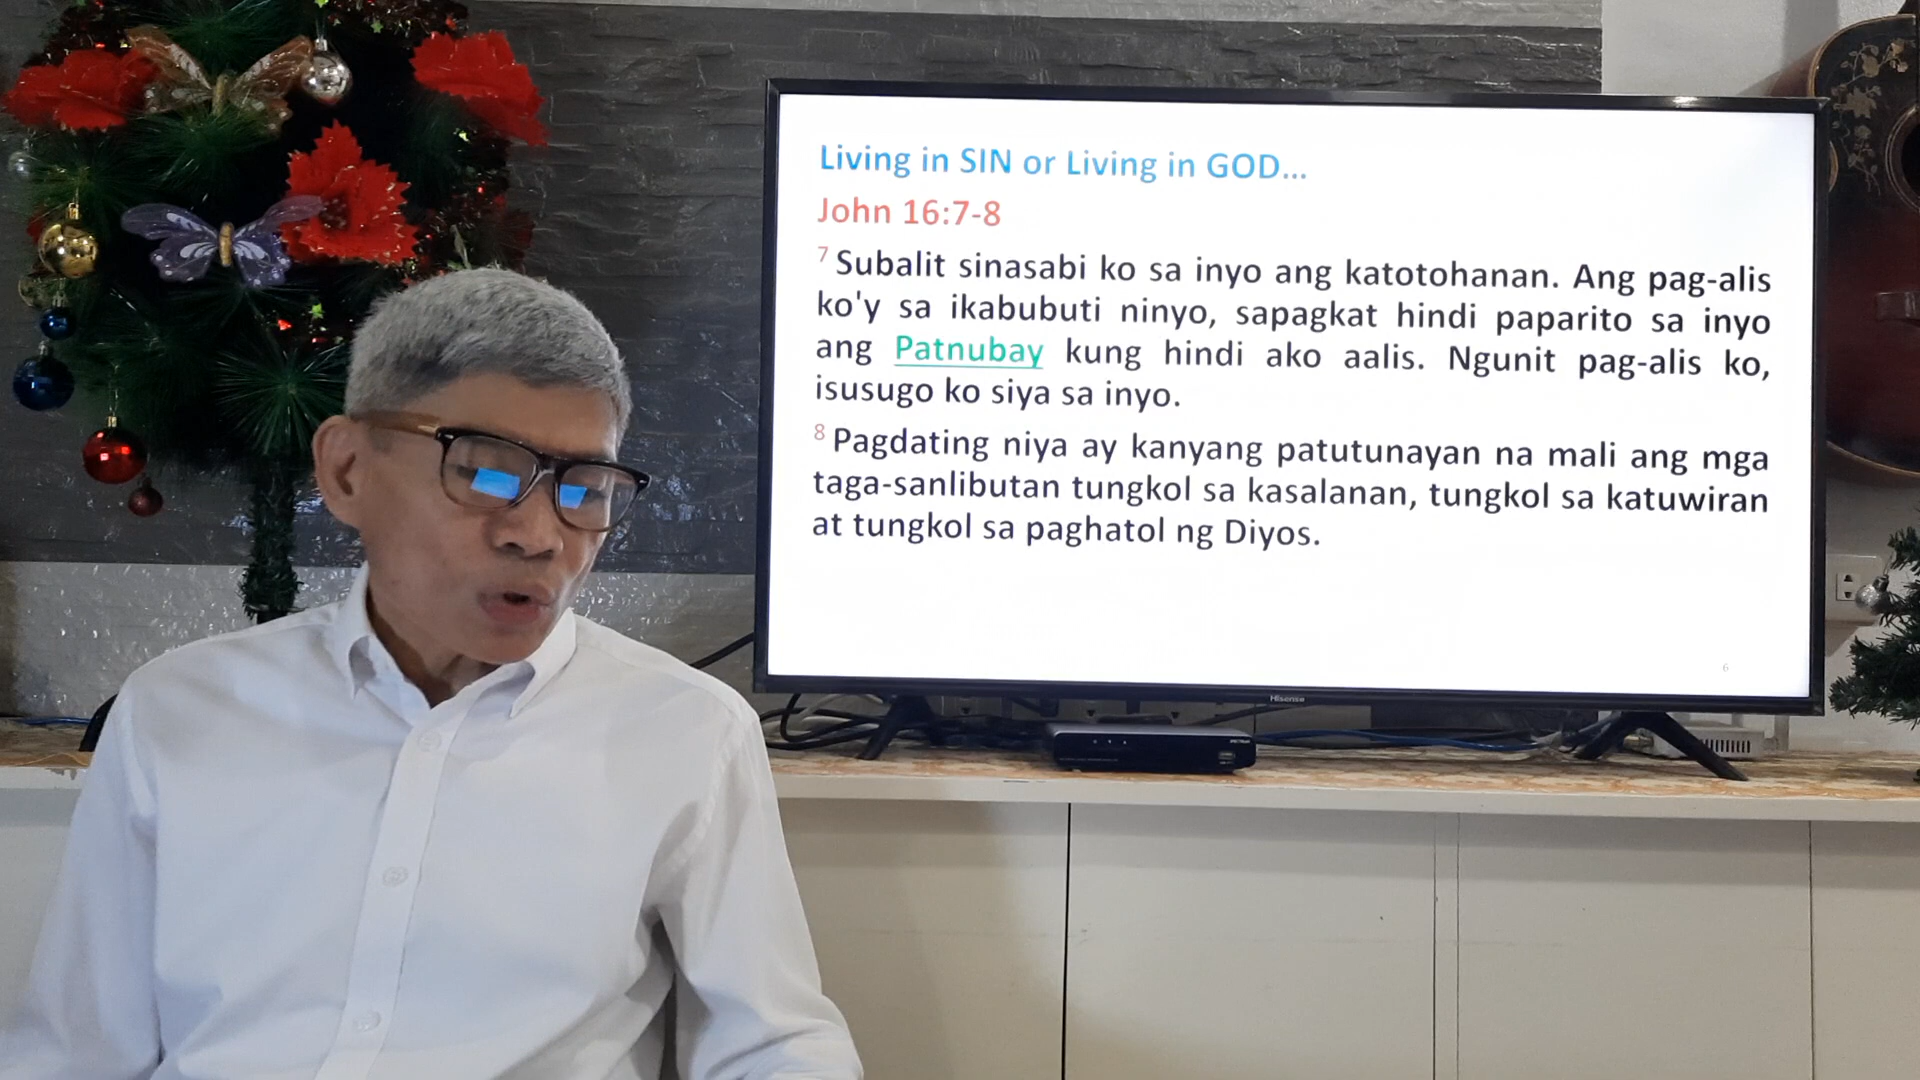 Living in SIN or Living in GOD...
John 16:7-8
7 Subalit sinasabi ko sa inyo ang katotohanan. Ang pag-alis
ko'y sa ikabubuti ninyo, sapagkat hindi paparito sa inyo
ang Patnubay kung hindi ako aalis. Ngunit pag-alis ko,
isusugo ko siya sa inyo.
8 Pagdating niya ay kanyang patutunayan na mali ang mga
taga-sanlibutan tungkol sa kasalanan, tungkol sa katuwiran
at tungkol sa paghatol ng Diyos.
6
Hisense